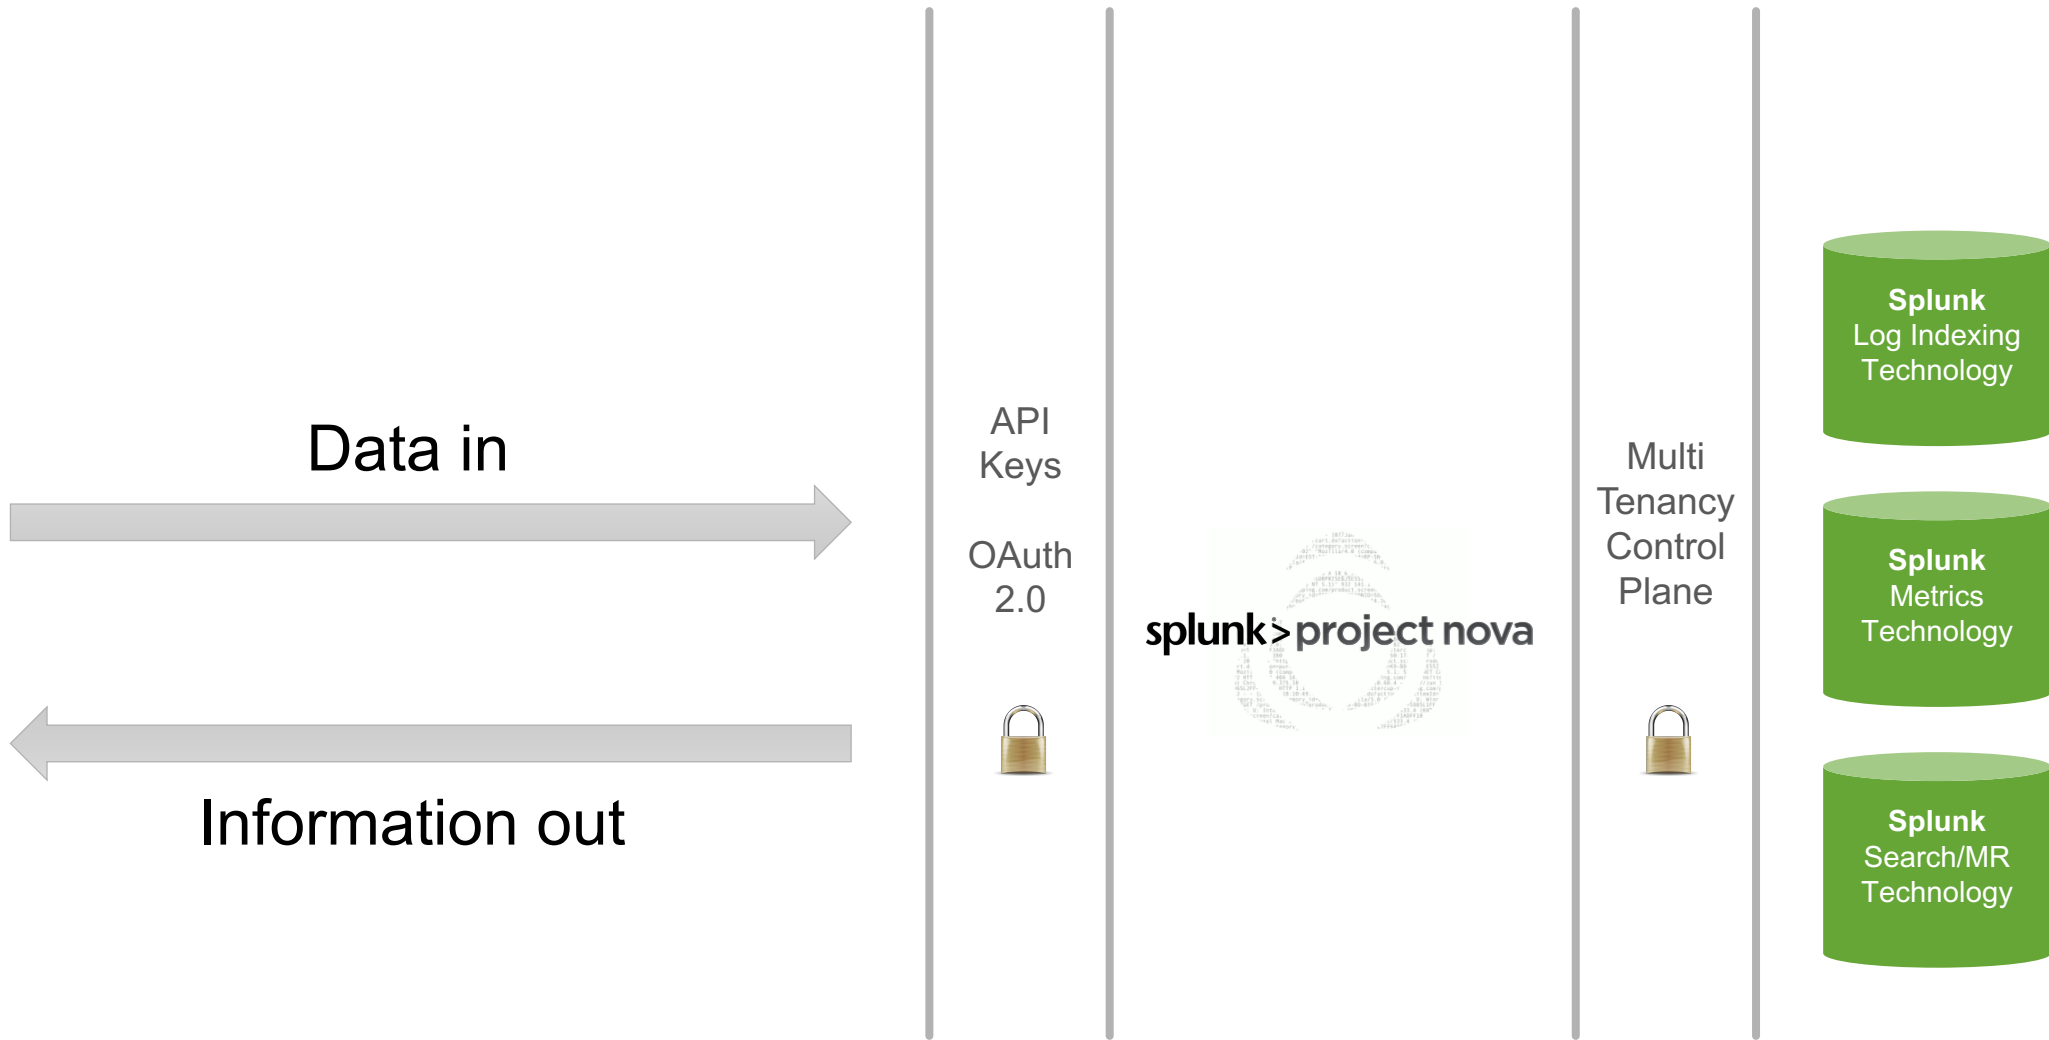 Data in
Information out
API
Keys
OAuth
2.0
splunk>project nova
Multi
Tenancy
Control
Plane
Splunk
Log Indexing
Technology
Splunk
Metrics
Technology
Splunk
Search/MR
Technology